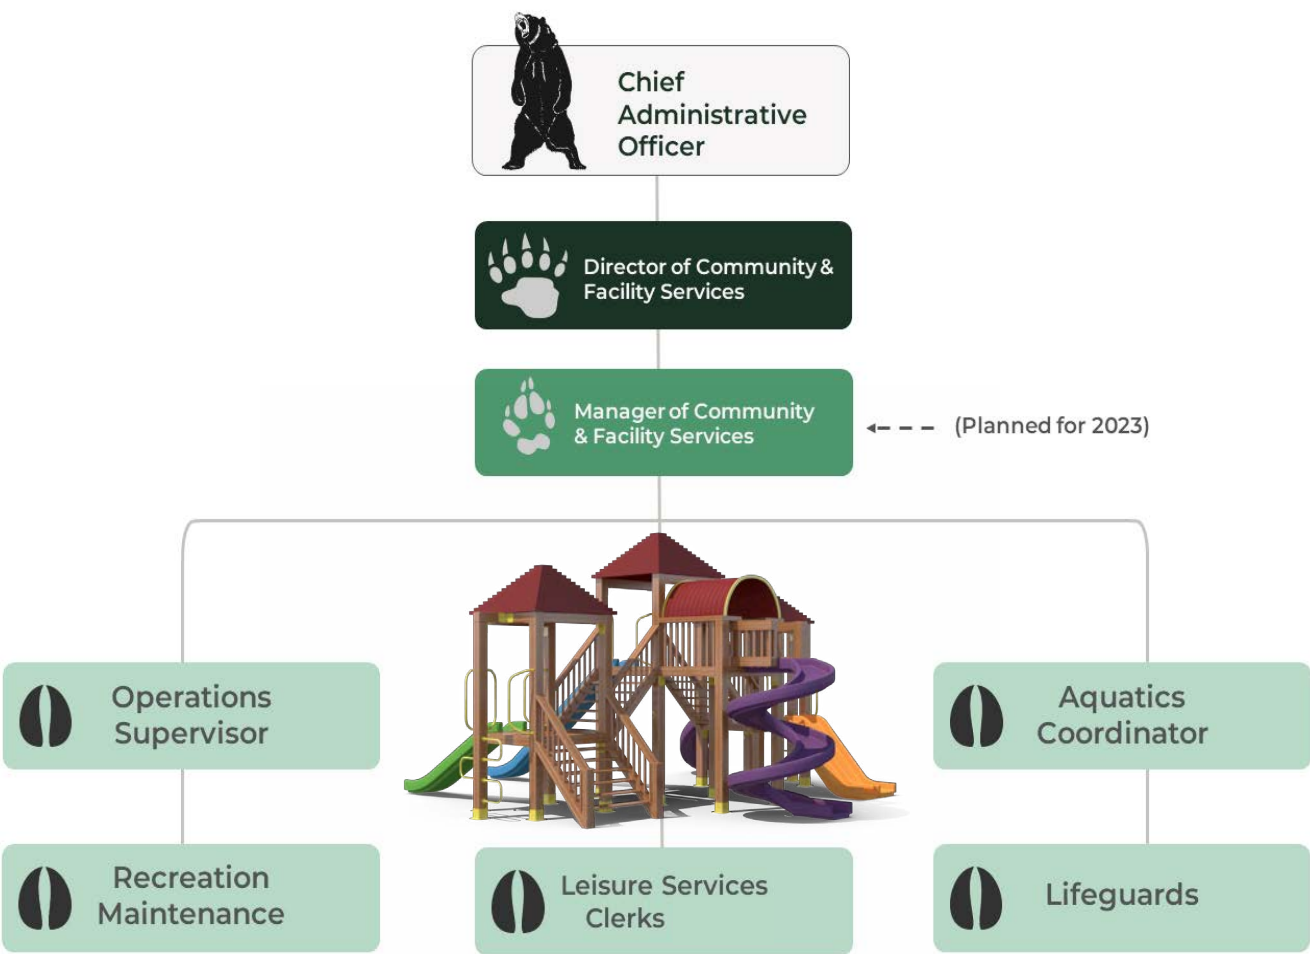 Chief
Administrative
Officer
Director of Community &
Facility Services
Manager of Community
& Facility Services
(Planned for 2023)
Operations
Supervisor
Aquatics
Coordinator
Recreation
Maintenance
Leisure Services
Clerks
Lifeguards